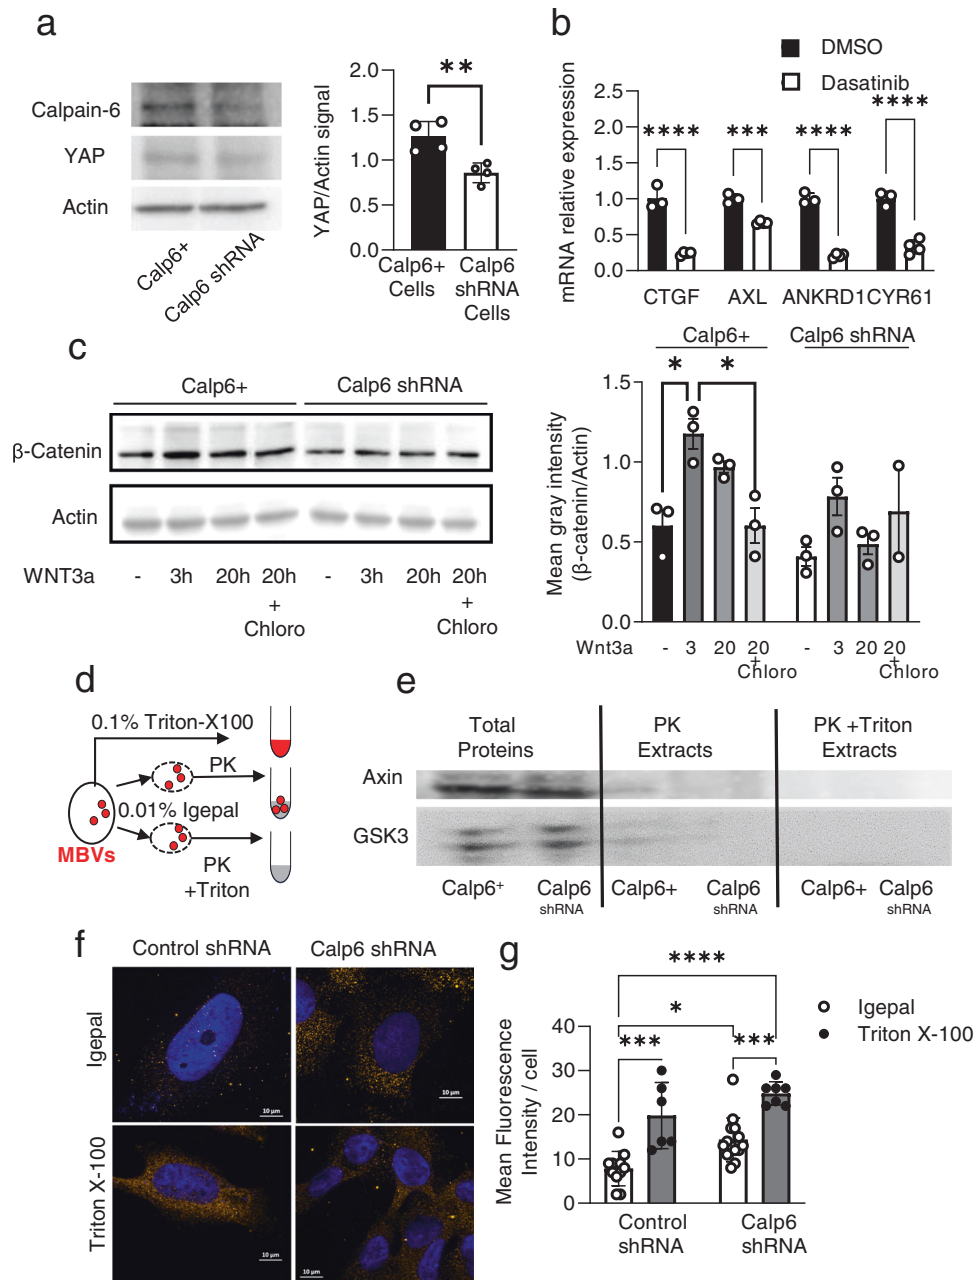 a
Calpain-6
YAP
Actin
Calp6+
Calp6 shRNA
YAP/Actin signal
2.0
1.5
1.0
0.5
0.0
**
Calp6+
Cells
Calp6
shRNA
Cells
b
DMSO
Dasatinib
mRNA relative expression
2.5
2.0
1.5
1.0
0.5
0.0
**** *** **** ****
CTGF AXL ANKRD1 CYR61
c
Calp6+ Calp6 shRNA
β-Catenin
Actin
WNT3a - 3h 20h 20h - 3h 20h 20h
+ +
Chloro Chloro
Calp6+ Calp6 shRNA
* *
Mean gray intensity
(β-catenin/Actin)
1.5
1.0
0.5
0.0
Wnt3a - 3 20 20 - 3 20 20
+ +
Chloro Chloro
d
0.1% Triton-X100
PK
0.01% Igepal
MBVs
PK
+Triton
e
Total
Proteins
PK
Extracts
PK +Triton
Extracts
Axin
GSK3
Calp6+ Calp6 Calp6+ Calp6 Calp6+ Calp6
shRNA shRNA shRNA
f
Control shRNA Calp6 shRNA
Igepal
10 µm 10 µm
Triton X-100
10 µm 10 µm
g
Igepal
Triton X-100
****
*
*** ***
Mean Fluorescence
Intensity / cell
40
30
20
10
0
Control
shRNA
Calp6
shRNA